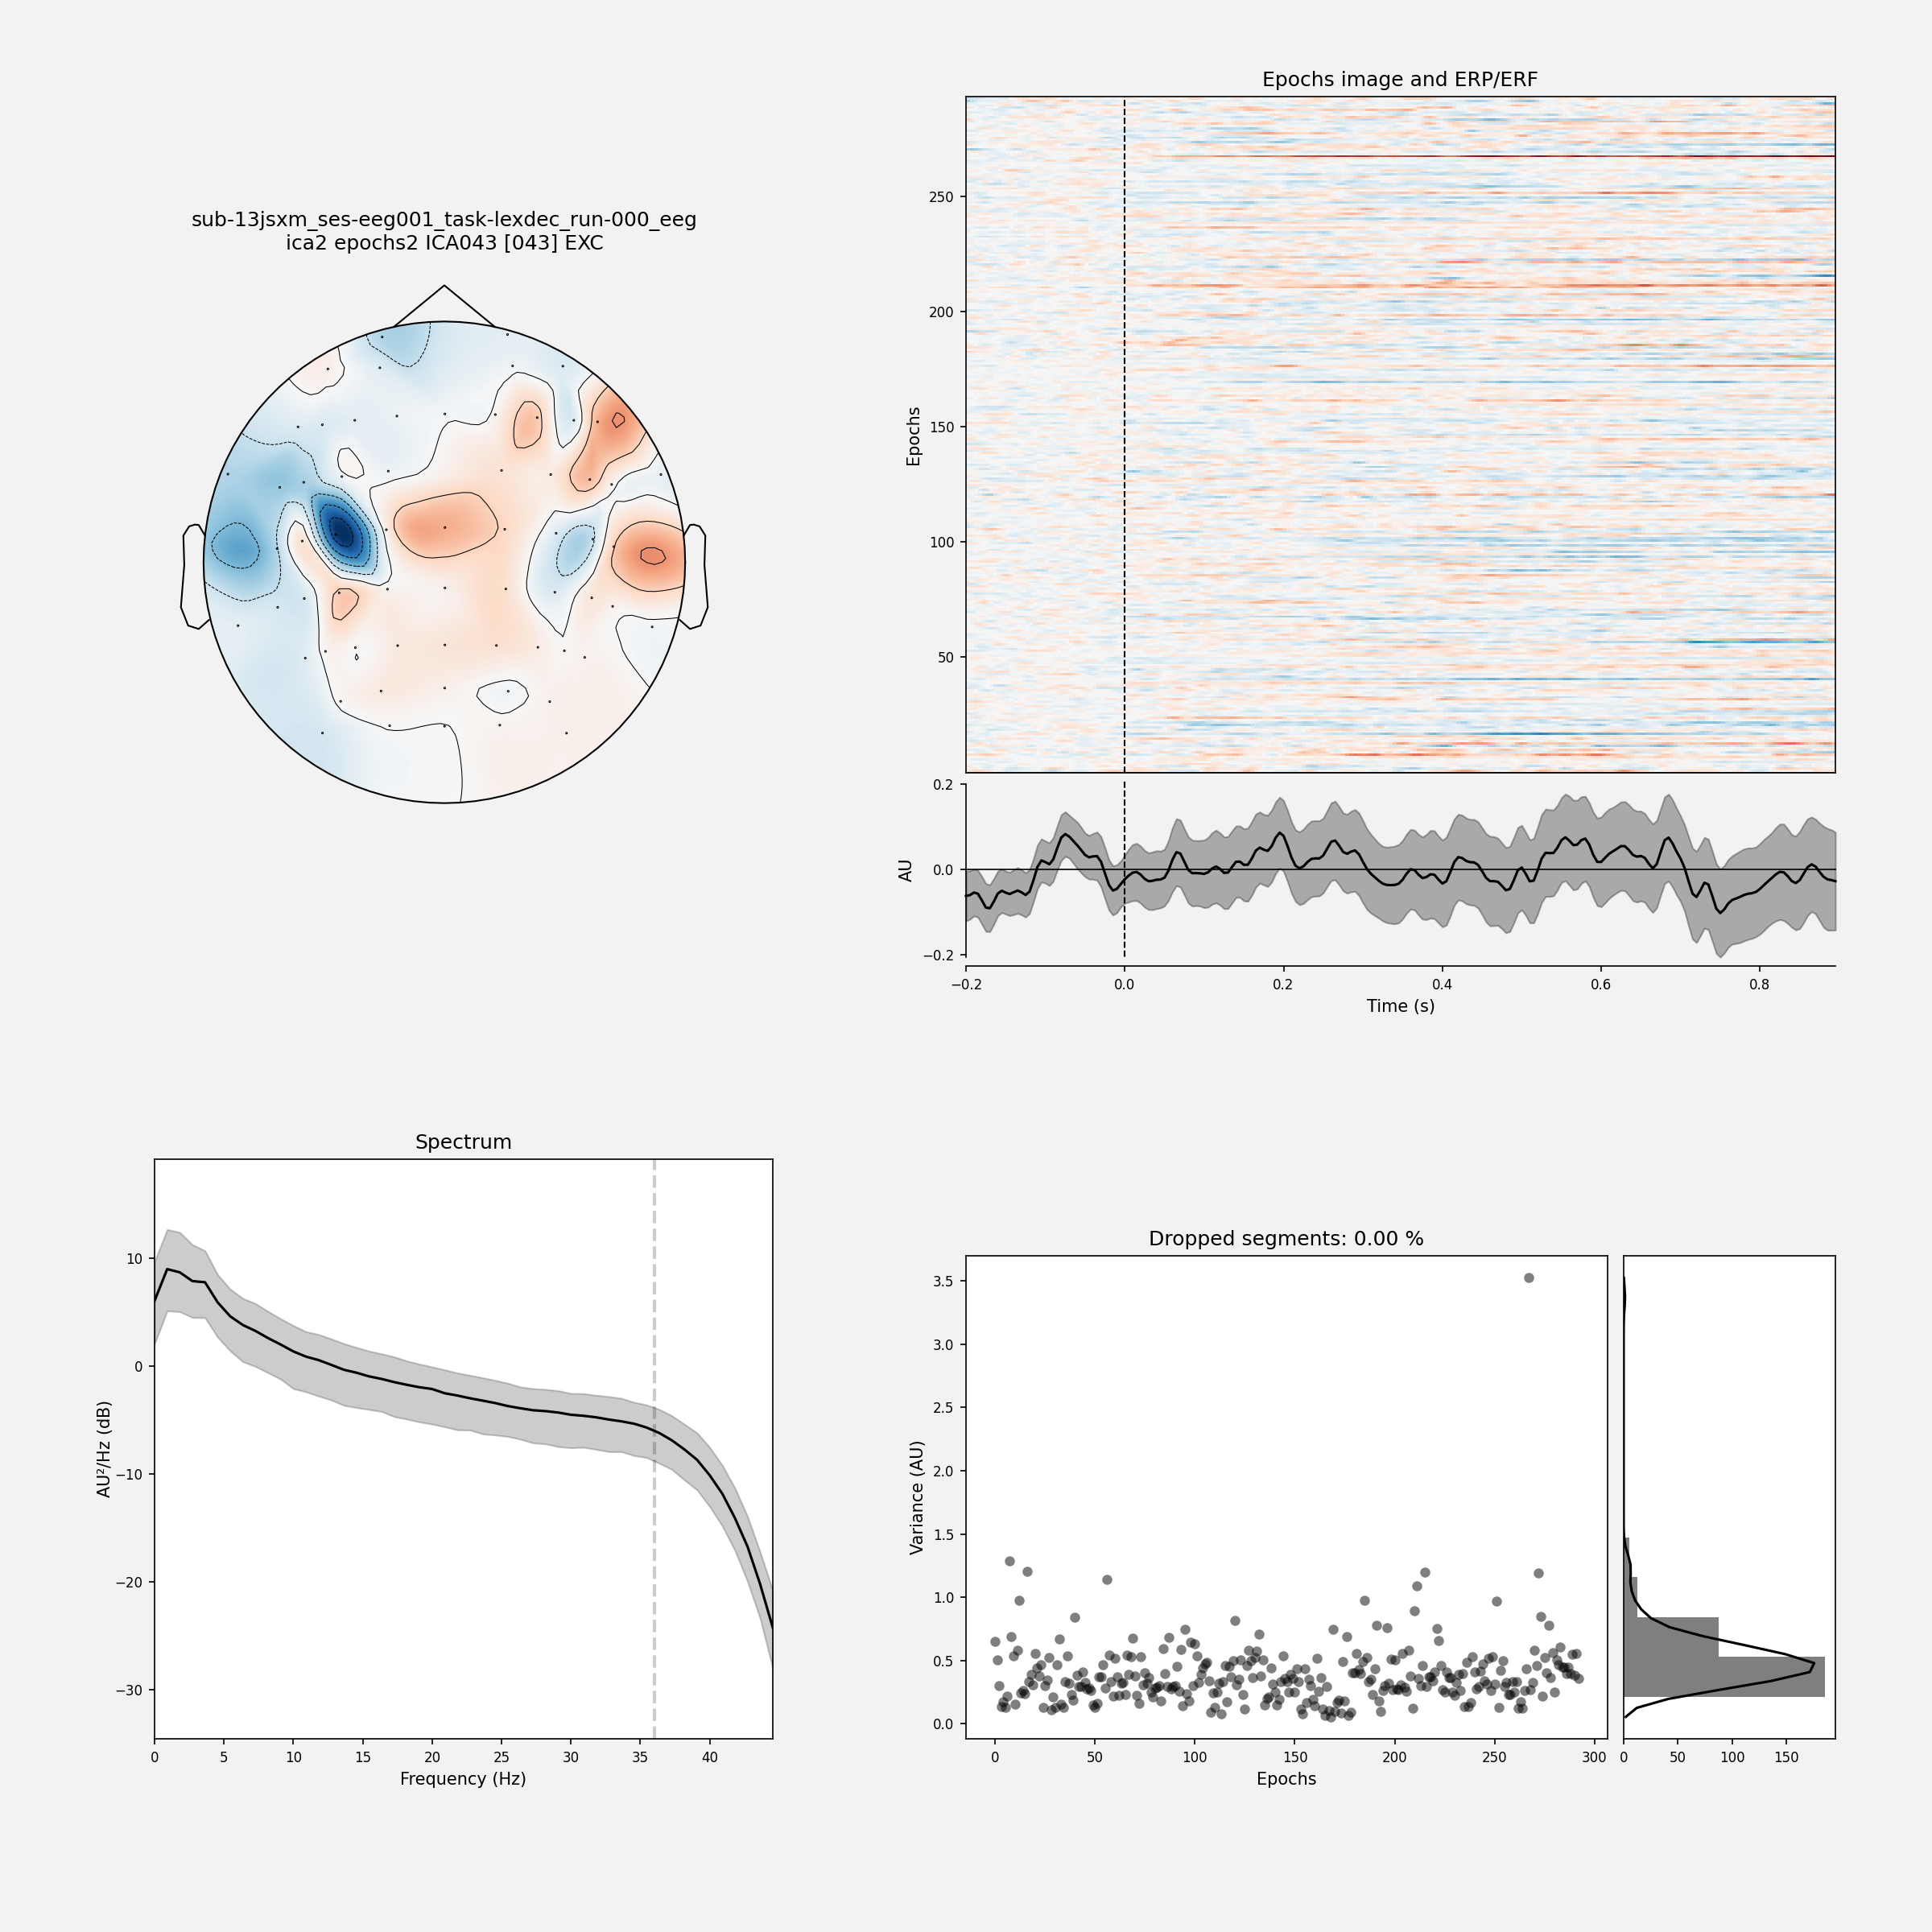 Epochs image and ERP/ERF
sub-13jsxm_ses-eeg001_task-lexdec_run-000_eeg
ica2 epochs2 ICA043 [043] EXC
Epochs
250
200
150
100
50
AU
0.2
0.0
−0.2
−0.2 0.0 0.2 0.4 0.6 0.8
Time (s)
Spectrum
AU²/Hz (dB)
10
0
−10
−20
−30
0 5 10 15 20 25 30 35 40
Frequency (Hz)
Dropped segments: 0.00 %
Variance (AU)
3.5
3.0
2.5
2.0
1.5
1.0
0.5
0.0
0 50 100 150 200 250 300
Epochs
0 50 100 150